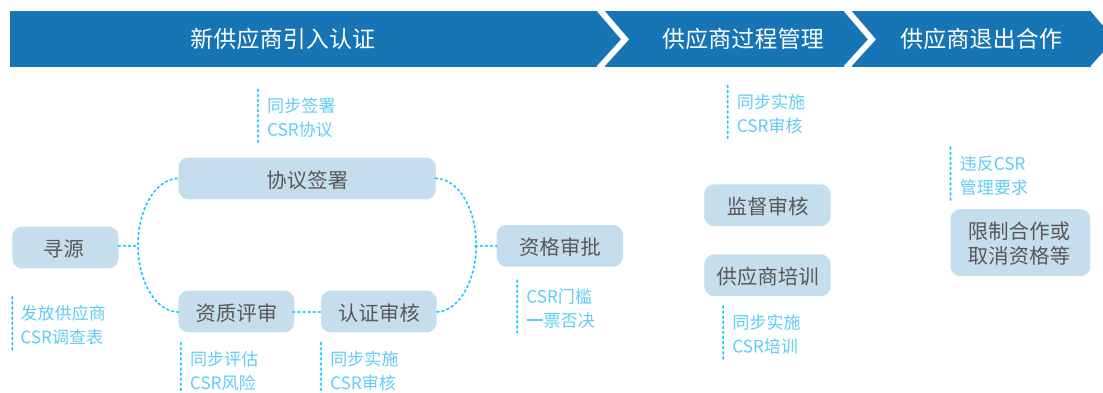 新供应商引入认证
供应商过程管理
供应商退出合作
同步签署
CSR协议
协议签署
寻源
发放供应商
CSR调查表
资质评审
同步评估
CSR风险
认证审核
同步实施
CSR审核
资格审批
CSR门槛
一票否决
同步实施
CSR审核
监督审核
供应商培训
同步实施
CSR培训
违反CSR
管理要求
限制合作或
取消资格等